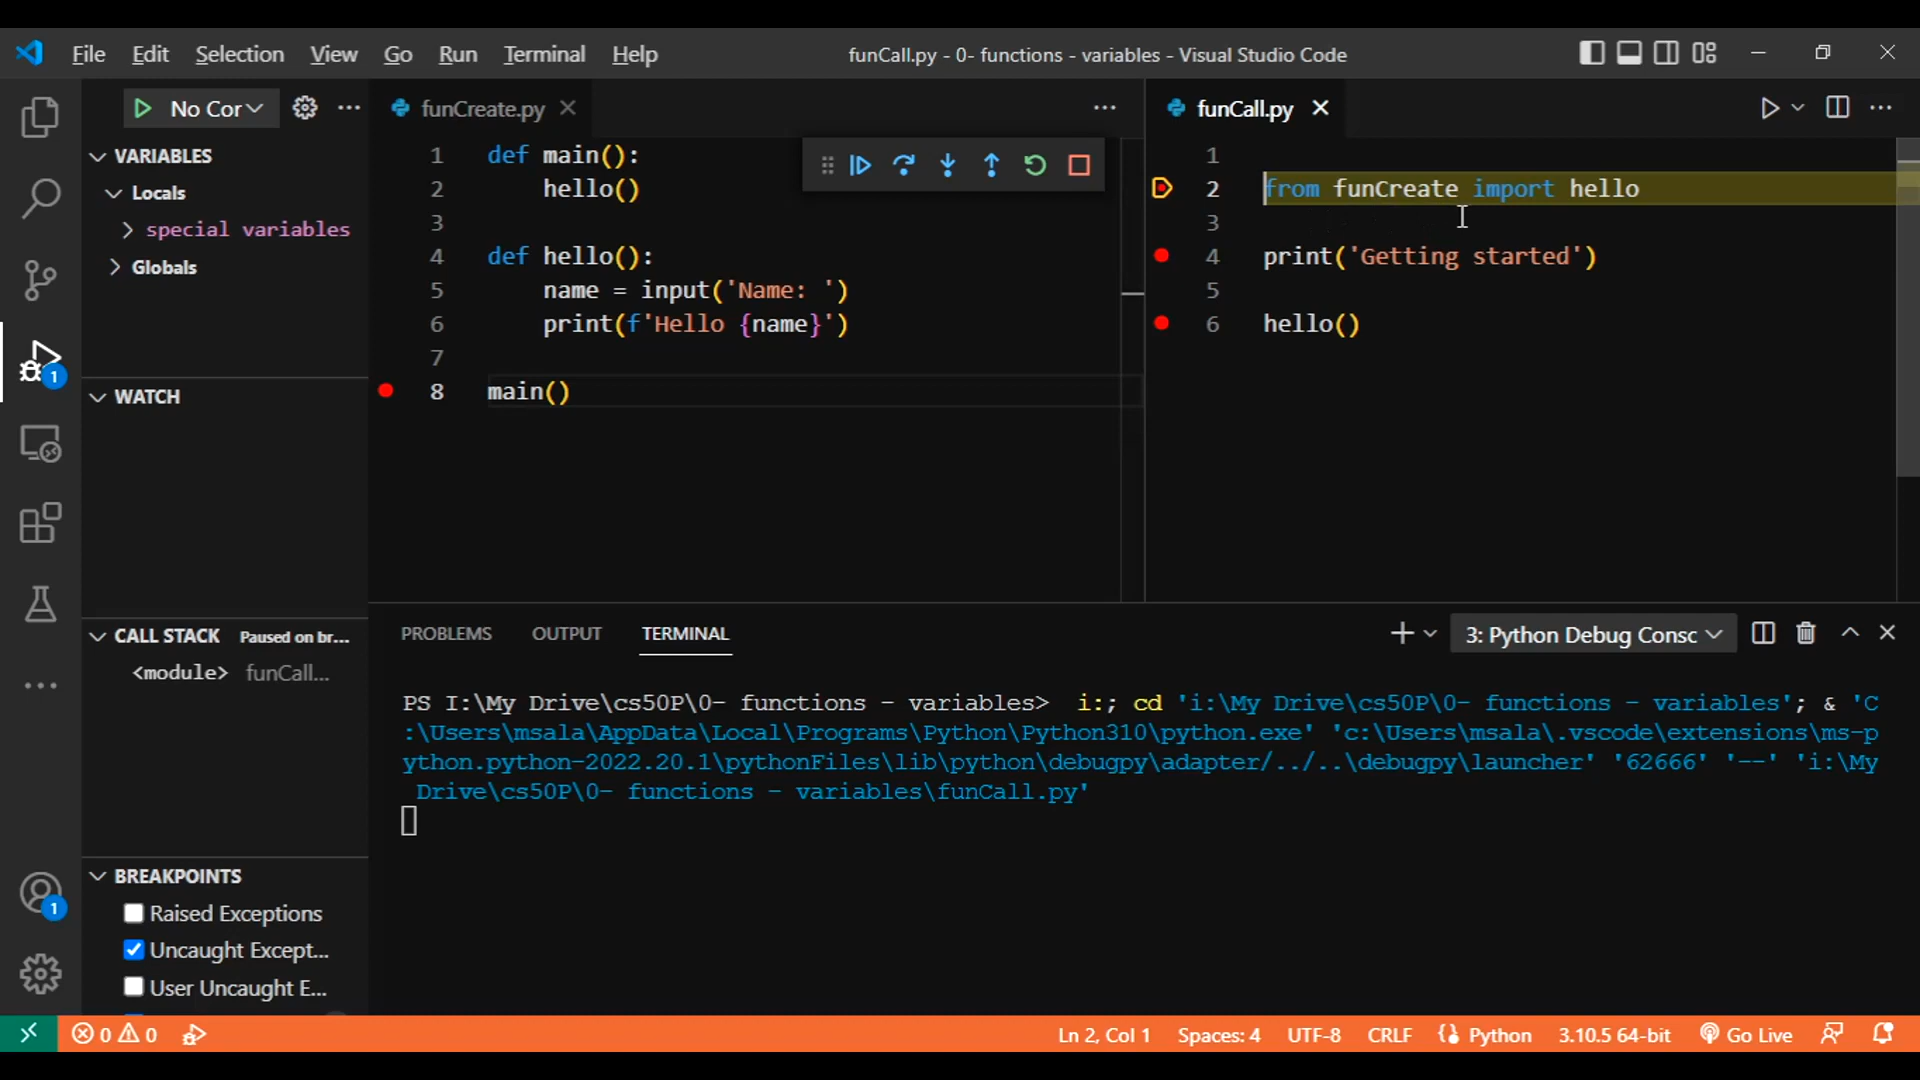 File Edit Selection View Go Run Terminal Help
funCall.py - 0- functions - variables - Visual Studio Code
No Cor
VARIABLES
Locals
special variables
Globals
WATCH
CALL STACK Paused on br...
<module> funCall...
BREAKPOINTS
Raised Exceptions
Uncaught Except...
User Uncaught E...
1
1
funCreate.py
1 def main():
2 hello()
3
4 def hello():
5 name = input('Name: ')
6 print(f'Hello {name}')
7
8 main()
funCall.py
1
2 from funCreate import hello
3
4 print('Getting started')
5
6 hello()
PROBLEMS OUTPUT TERMINAL
3: Python Debug Consc
PS I:\My Drive\cs50P\0- functions - variables> i:; cd 'i:\My Drive\cs50P\0- functions - variables'; & 'C
:\Users\msala\AppData\Local\Programs\Python\Python310\python.exe' 'c:\Users\msala\.vscode\extensions\ms-p
ython.python-2022.20.1\pythonFiles\lib\python\debugpy\adapter/../..\debugpy\launcher' '62666' '--' 'i:\My
Drive\cs50P\0- functions - variables\funCall.py'
0 0
Ln 2, Col 1 Spaces: 4 UTF-8 CRLF Python 3.10.5 64-bit Go Live